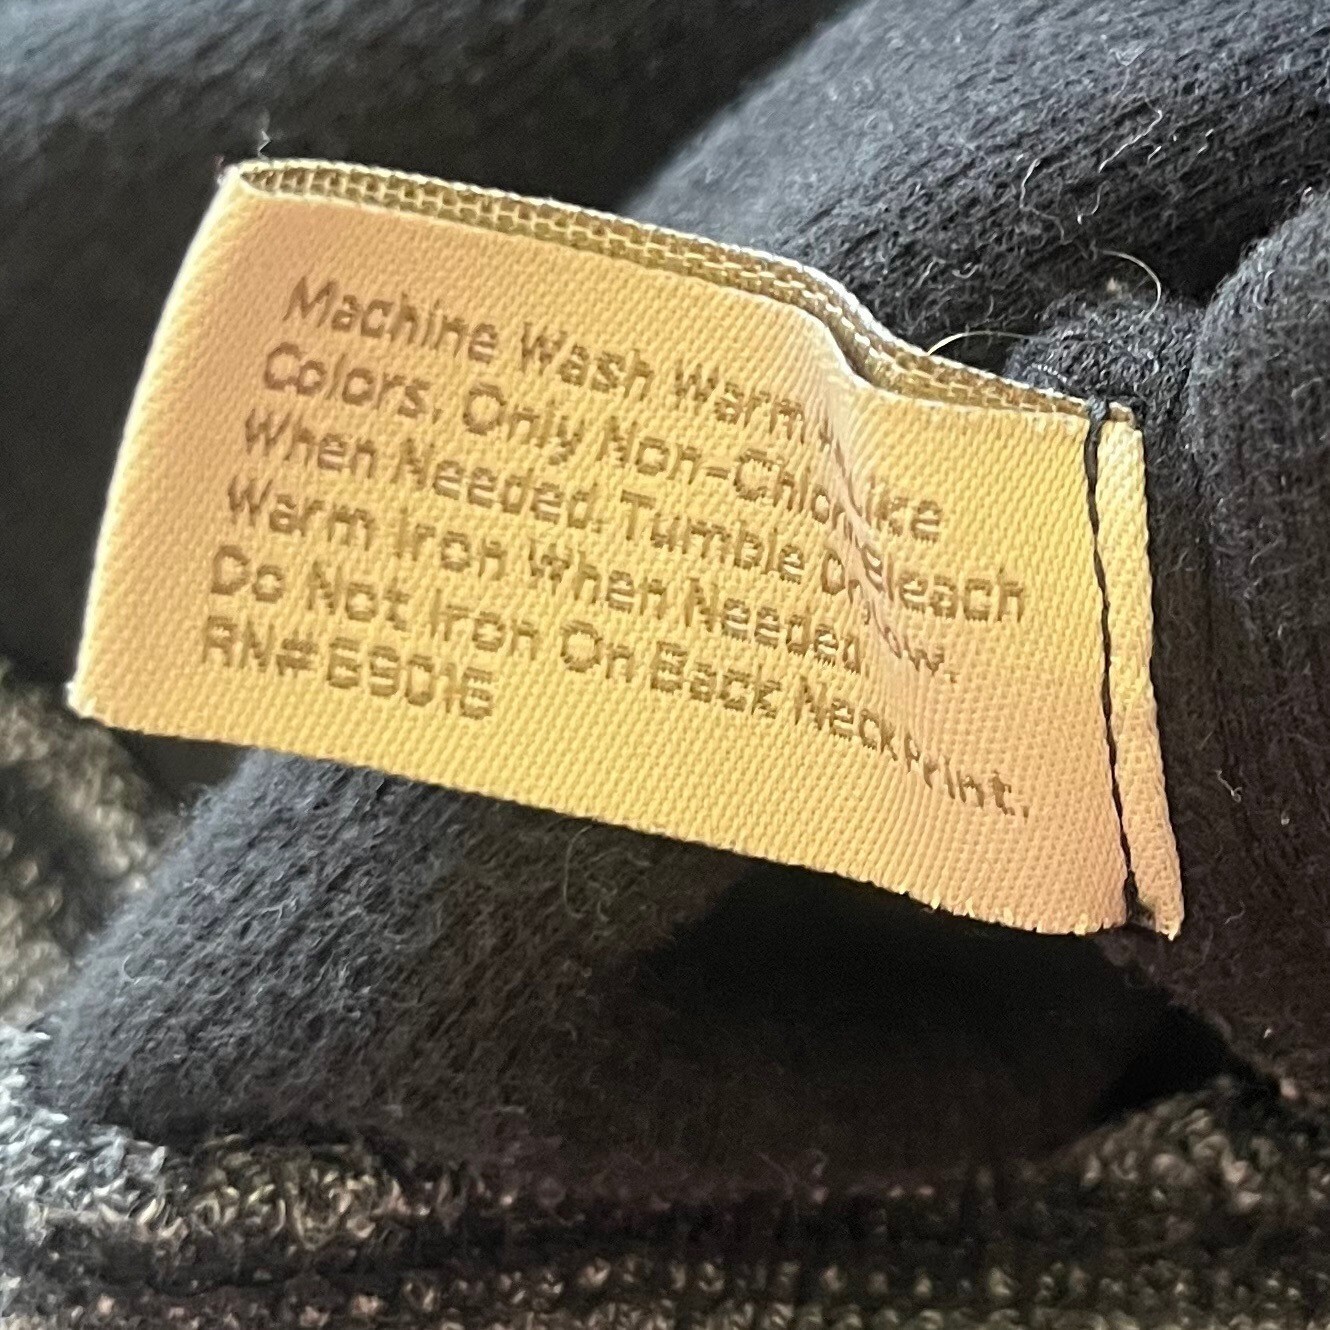 Machine Wash Warm, Like
Colors. Only Non-Chlor Bleach
When Needed. Tumble Dry Low.
Warm Iron When Needed.
Do Not Iron On Back Neck Print.
RN# 69016